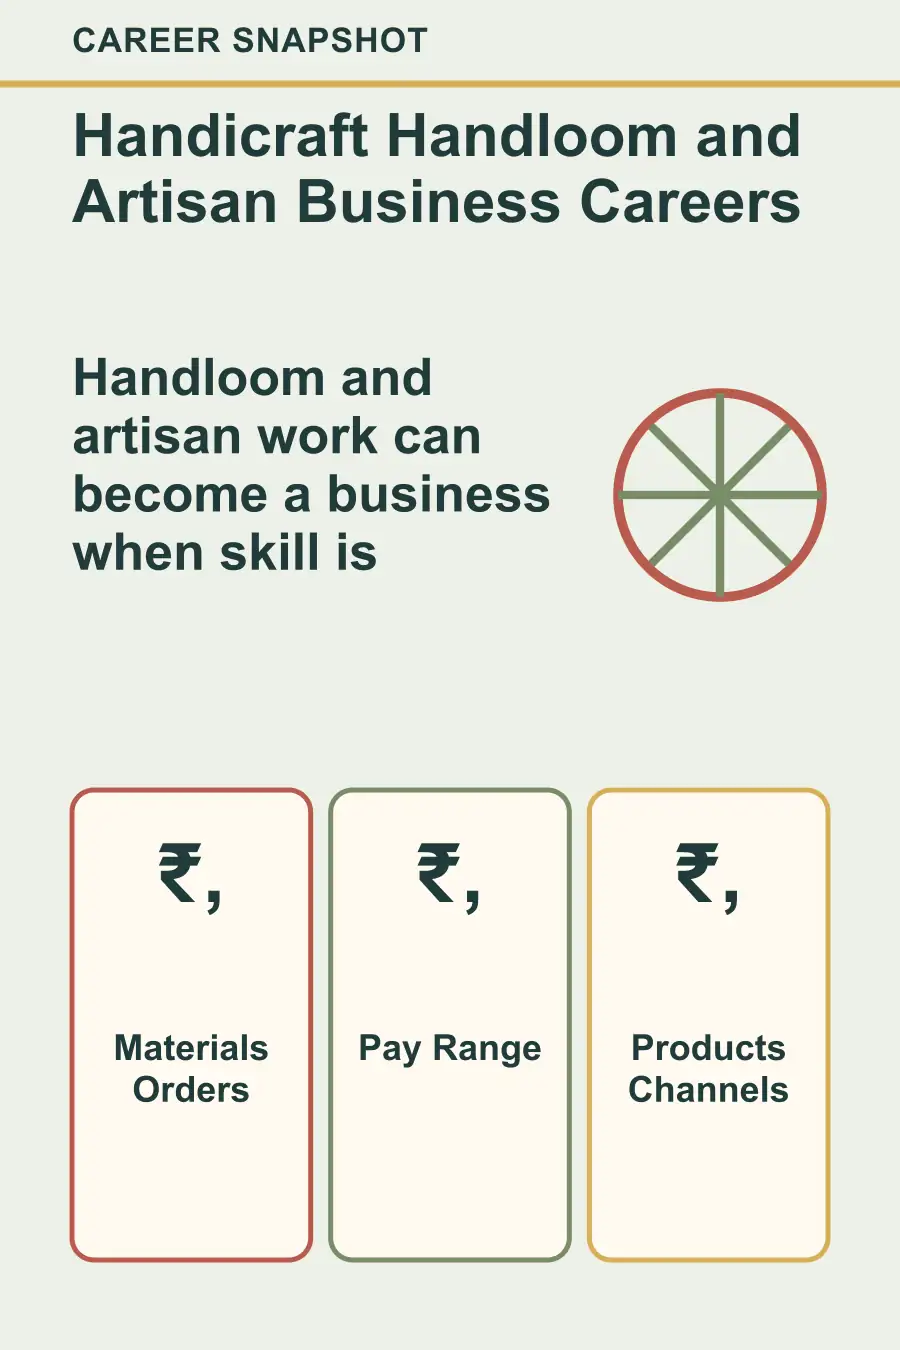 CAREER SNAPSHOT
Handicraft Handloom and
Artisan Business Careers
Handloom and
artisan work can
become a business
when skill is
₹,
Materials
Orders
₹,
Pay Range
₹,
Products
Channels